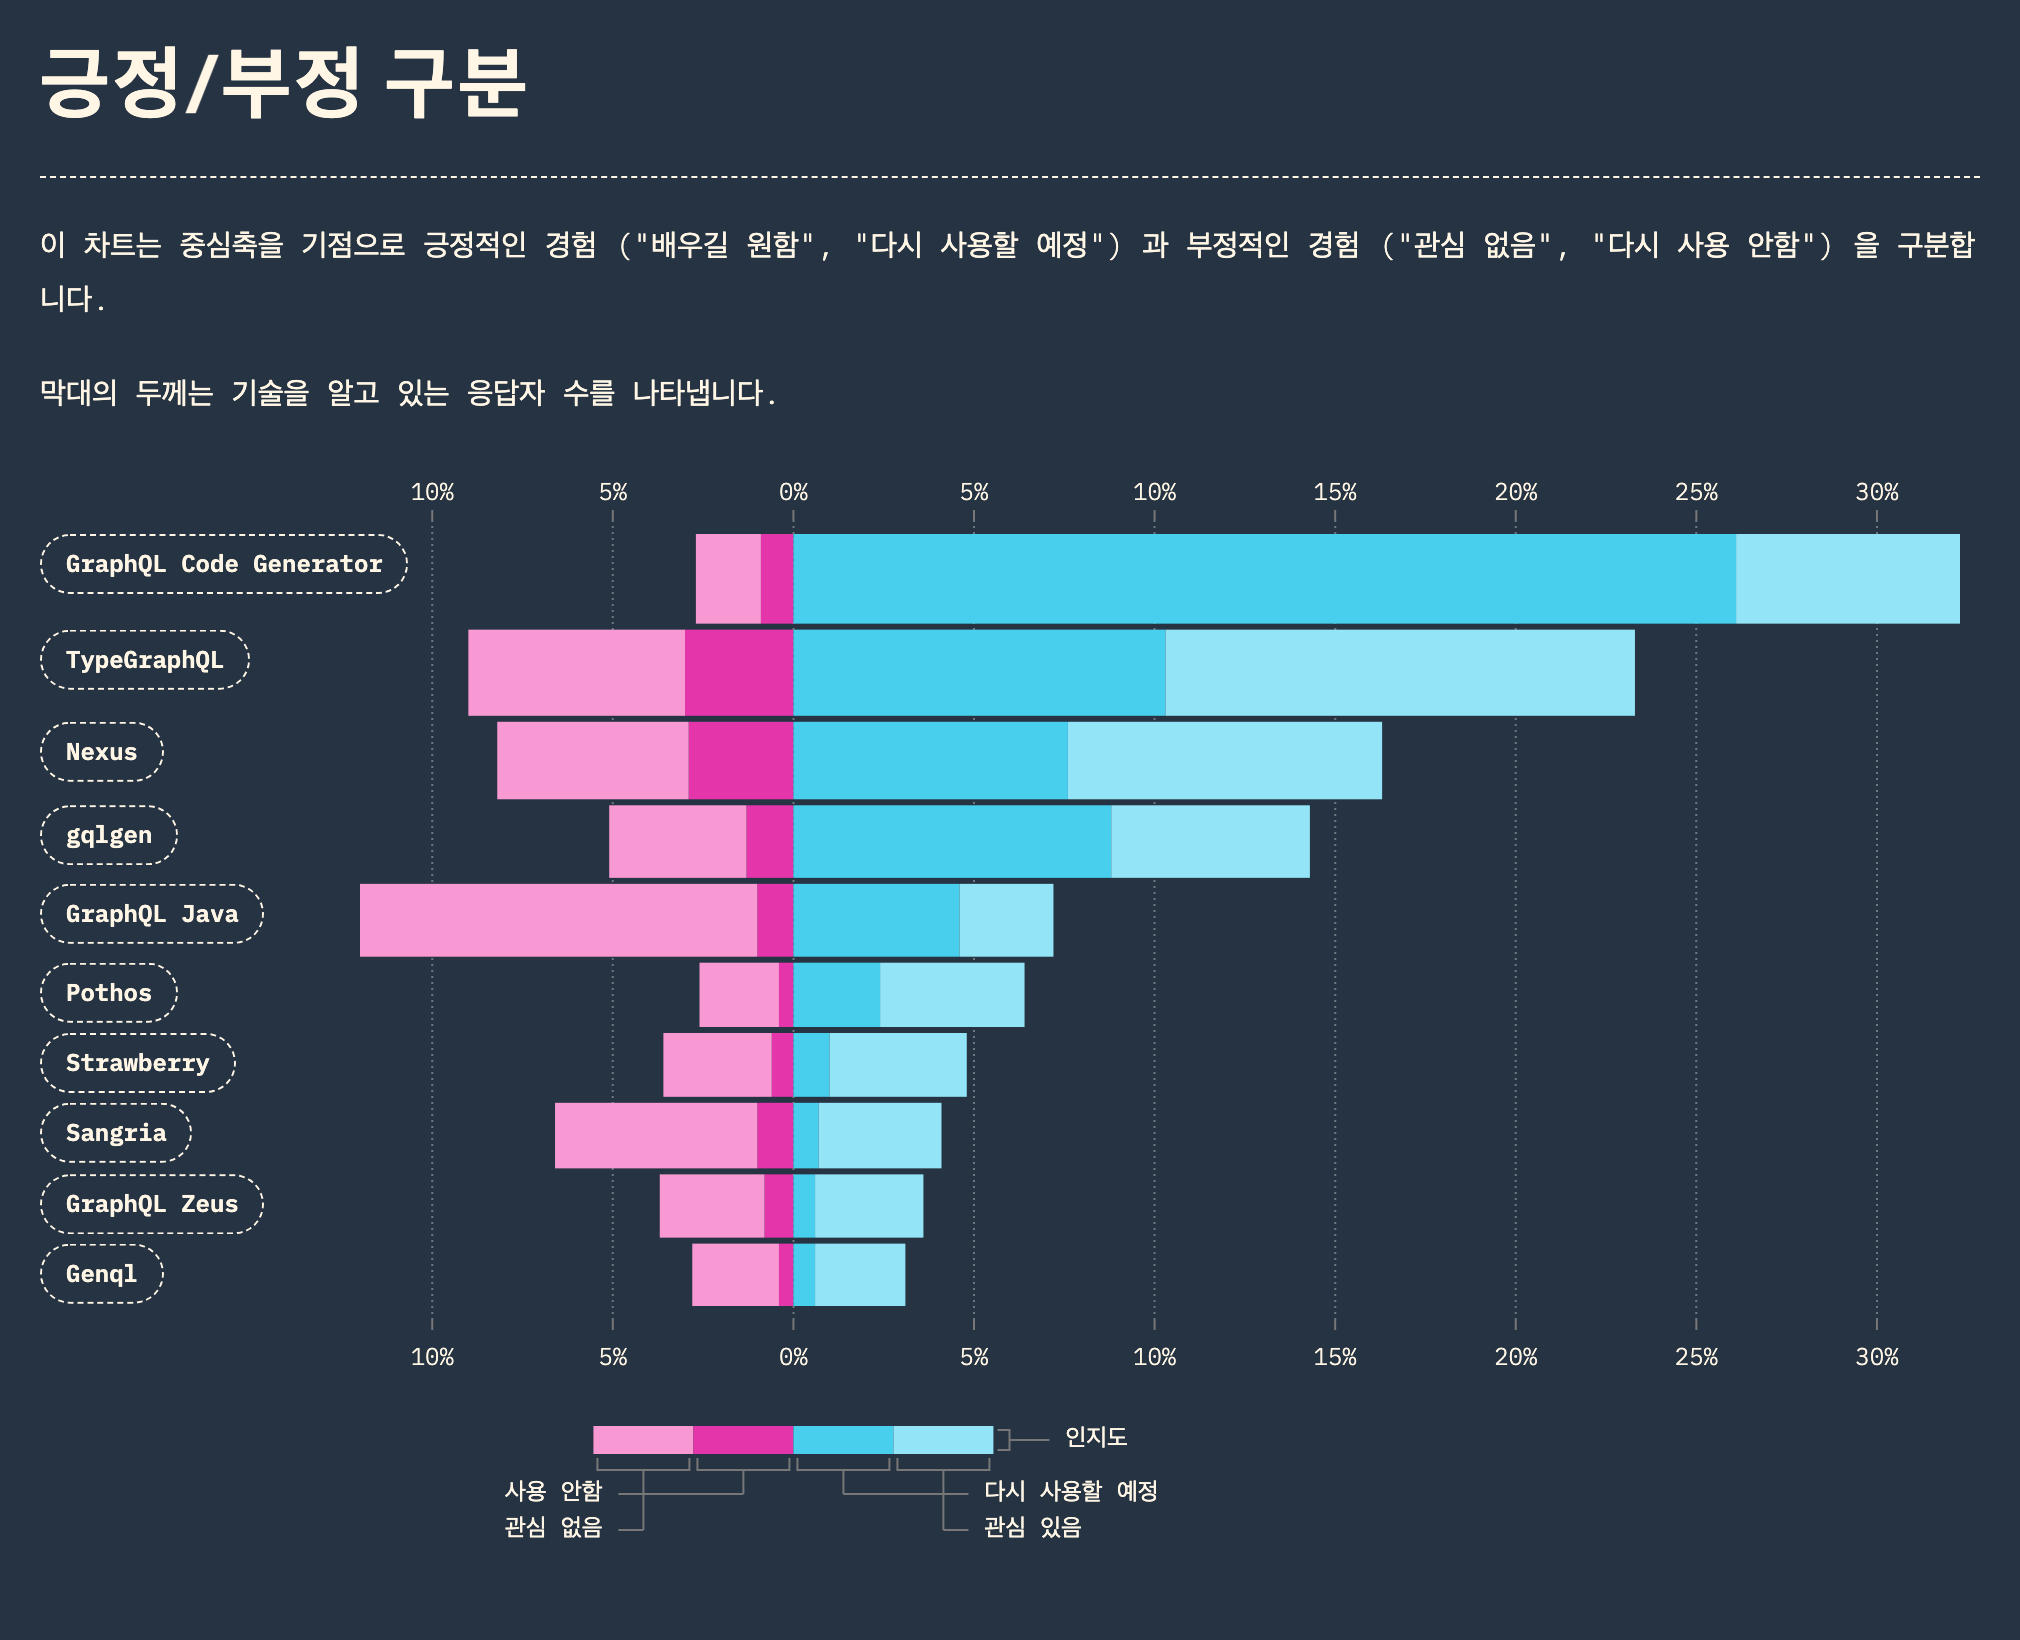 긍정/부정 구분
이 차트는 중심축을 기점으로 긍정적인 경험 ("배우길 원함", "다시 사용할 예정") 과 부정적인 경험 ("관심 없음", "다시 사용 안함") 을 구분합
니다.
막대의 두께는 기술을 알고 있는 응답자 수를 나타냅니다.
10% 5% 0% 5% 10% 15% 20% 25% 30%
GraphQL Code Generator
TypeGraphQL
Nexus
gqlgen
GraphQL Java
Pothos
Strawberry
Sangria
GraphQL Zeus
Genql
10% 5% 0% 5% 10% 15% 20% 25% 30%
인지도
사용 안함 다시 사용할 예정
관심 없음 관심 있음